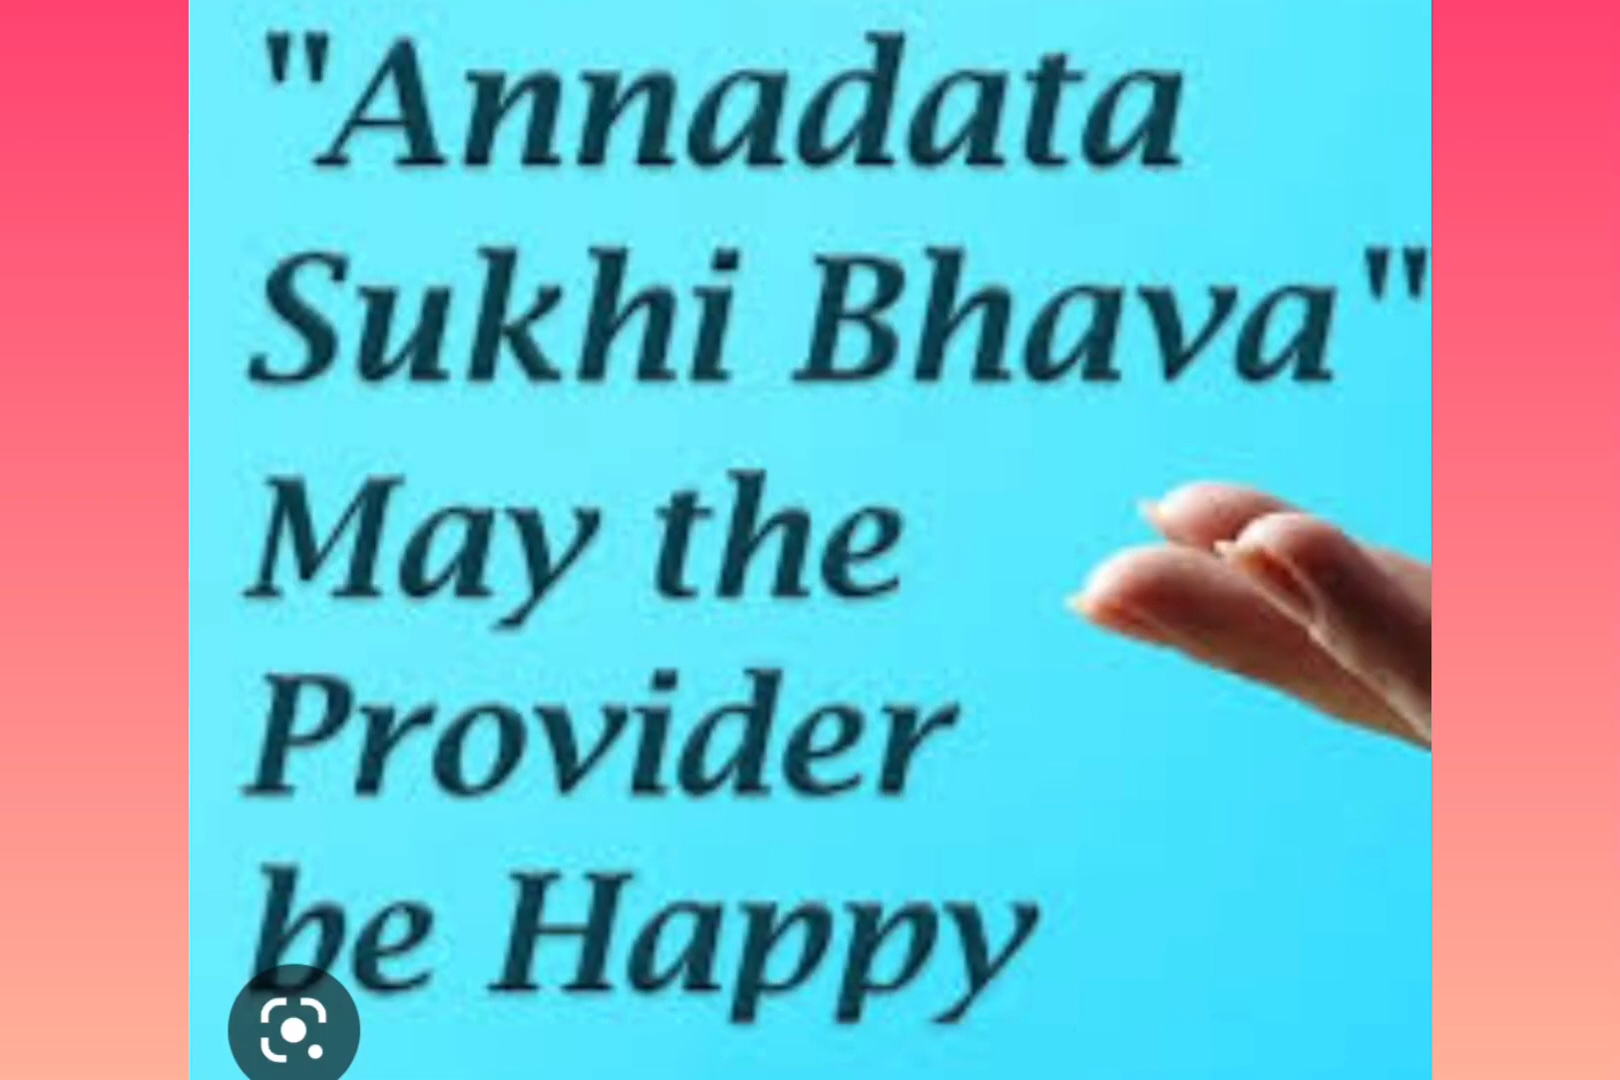 "Annadata
Sukhi Bhava"
May the
Provider
be Happy